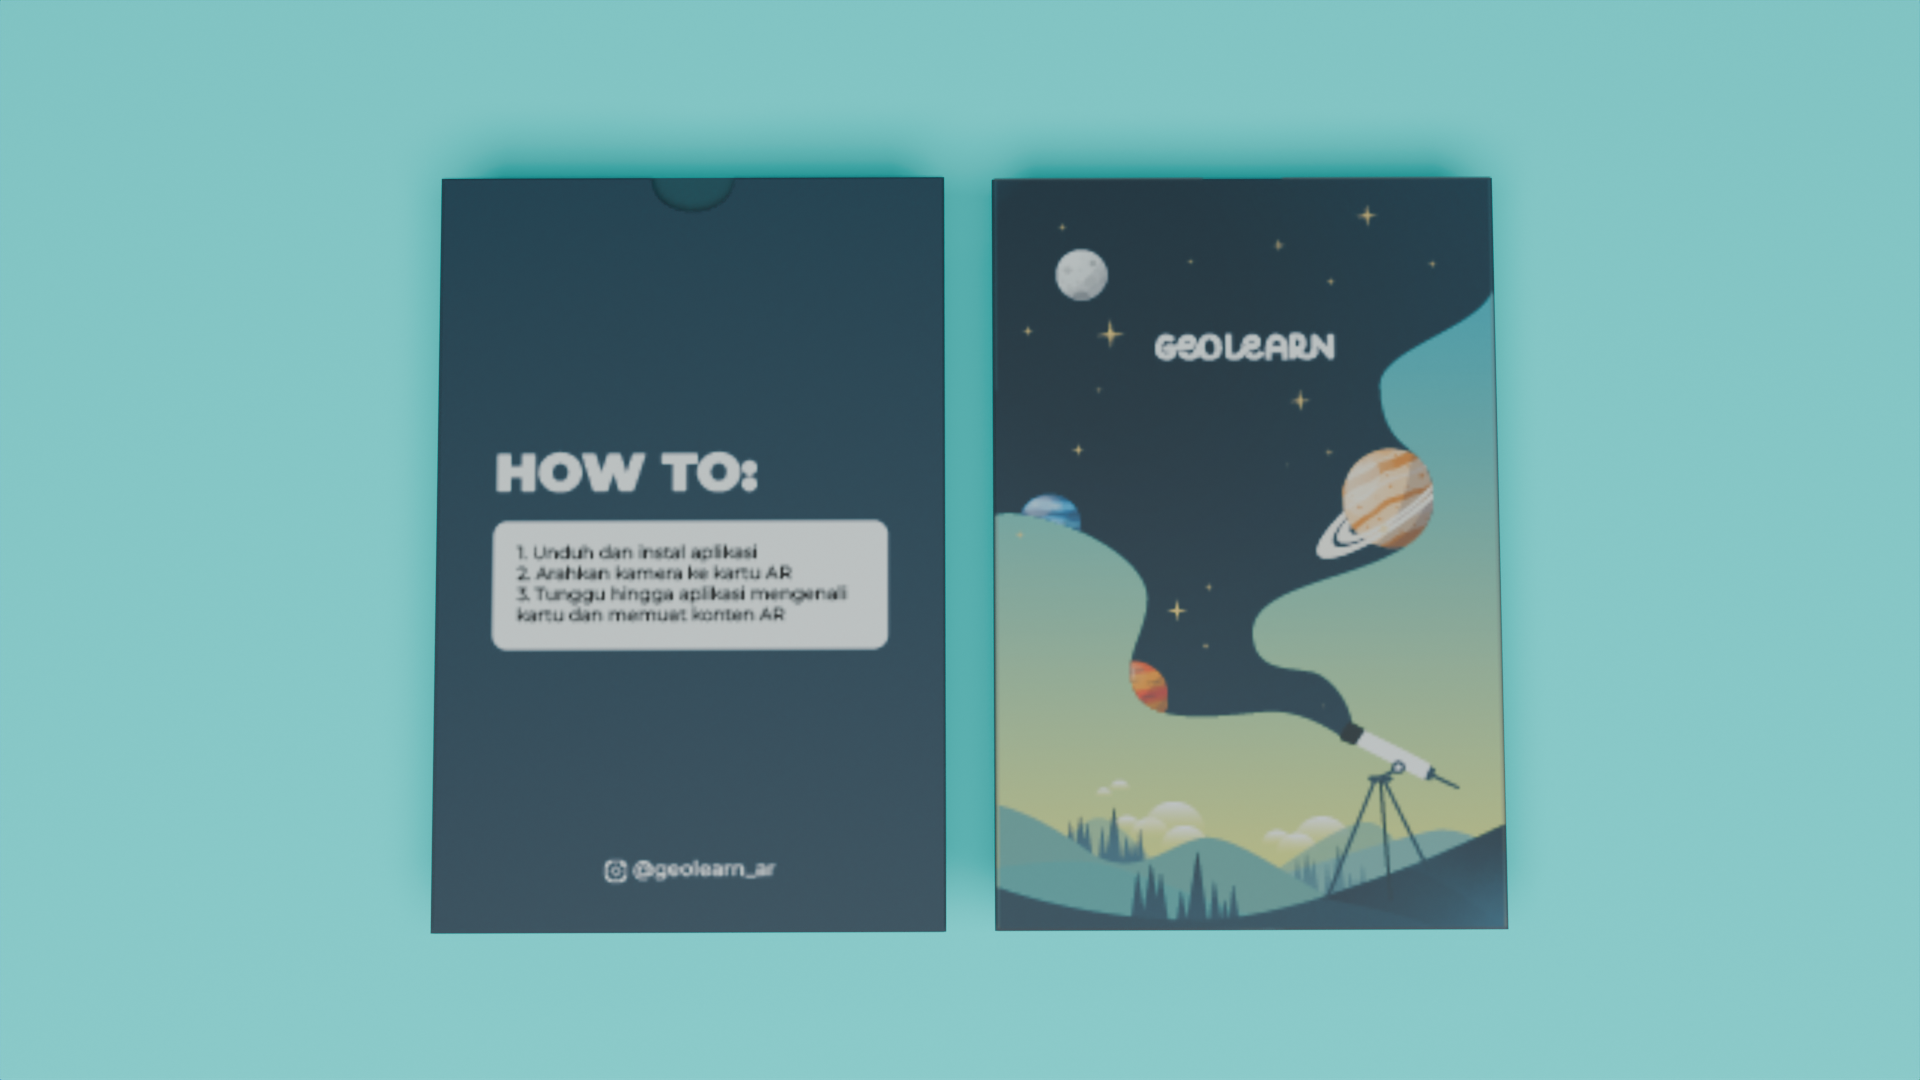 HOW TO:
1. Unduh dan instal aplikasi
2. Arahkan kamera ke kartu AR
3. Tunggu hingga aplikasi mengenali
kartu dan memuat konten AR
@geolearn_ar
GEOLEARN